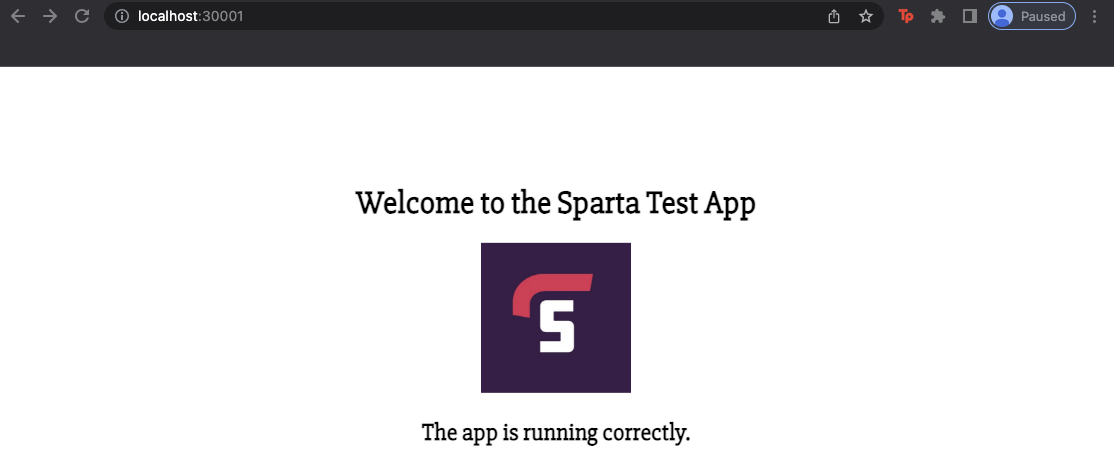 localhost:30001
Tp
Paused
Welcome to the Sparta Test App
S
The app is running correctly.